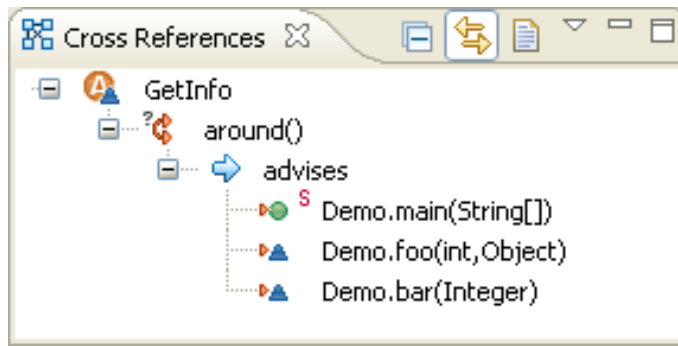 Cross References
GetInfo
? around()
advises
S Demo.main(String[])
Demo.foo(int,Object)
Demo.bar(Integer)